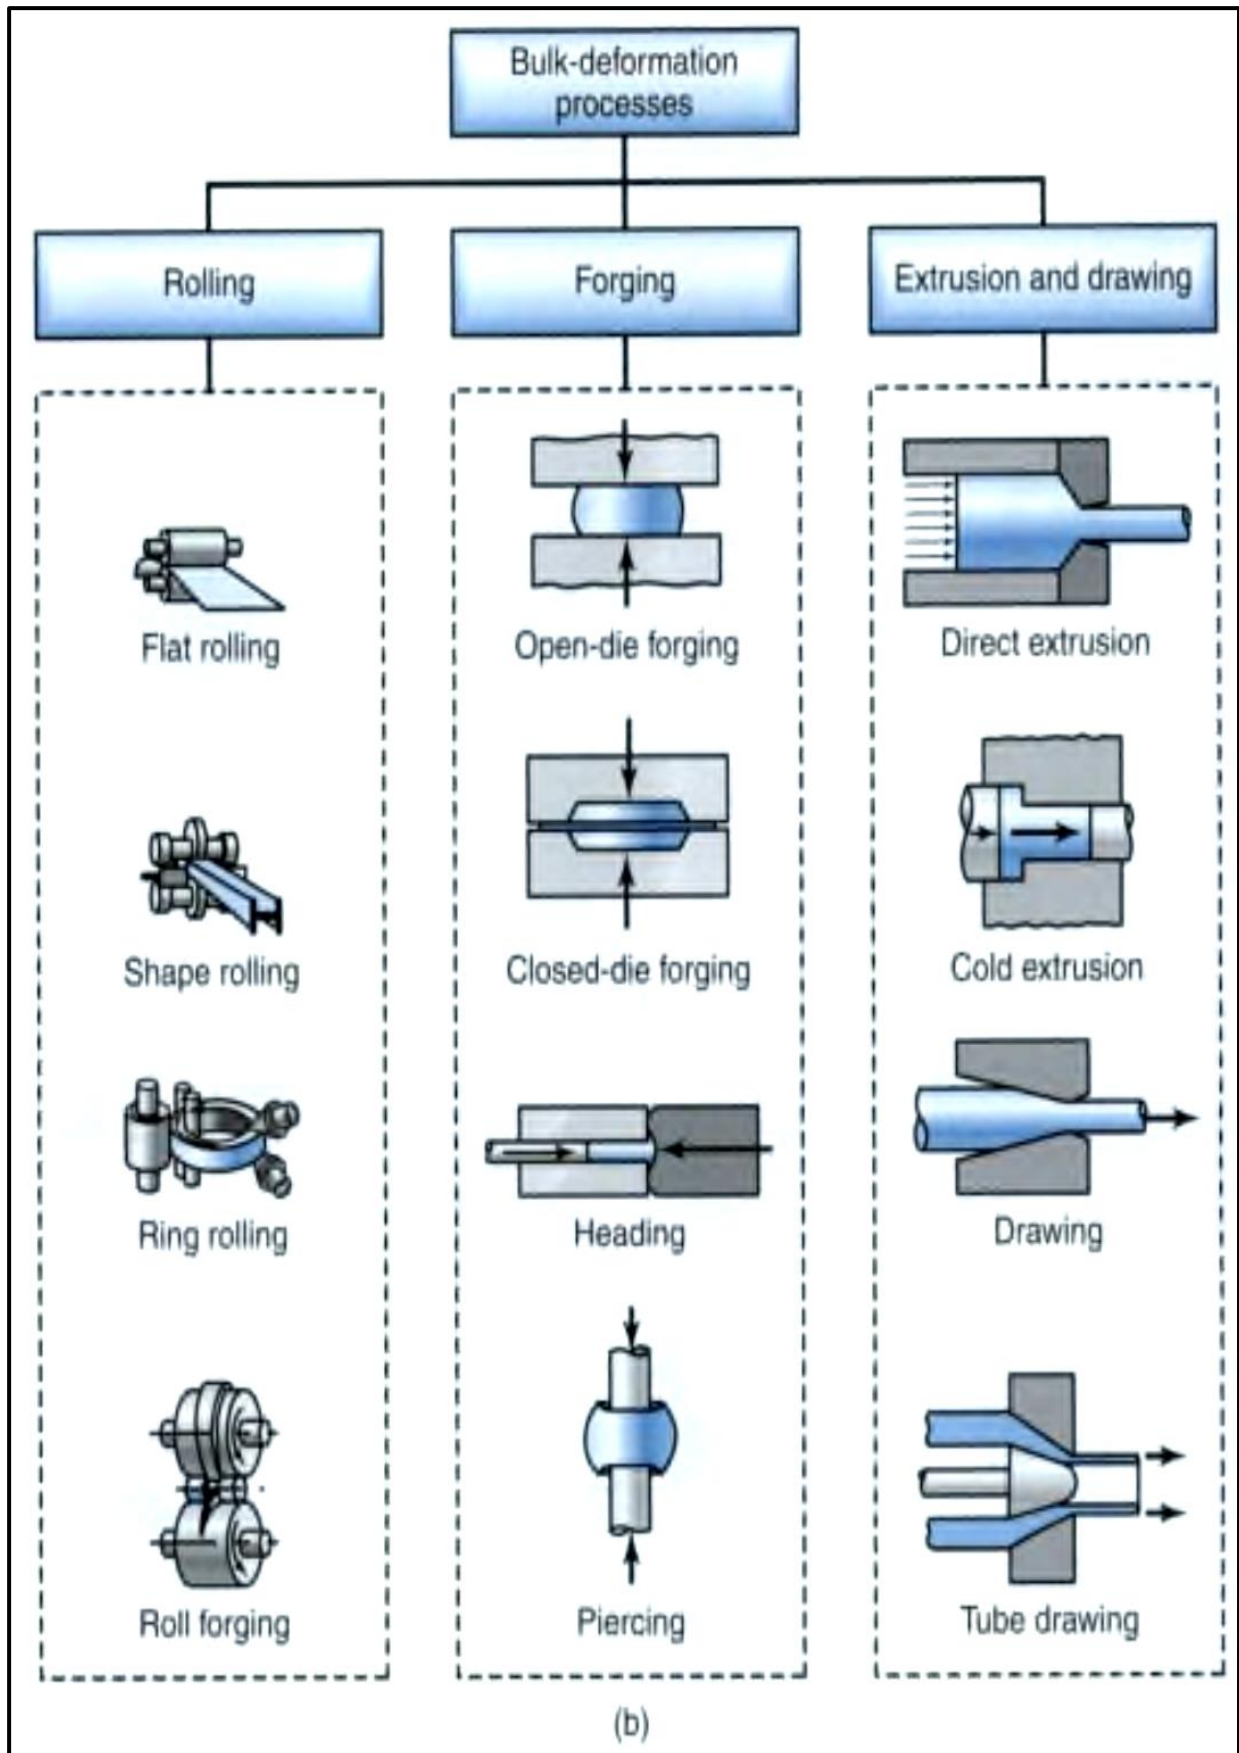 Bulk-deformation
processes
Rolling
Forging
Extrusion and drawing
Flat rolling
Open-die forging
Direct extrusion
Shape rolling
Closed-die forging
Cold extrusion
Ring rolling
Heading
Drawing
Roll forging
Piercing
Tube drawing
(b)